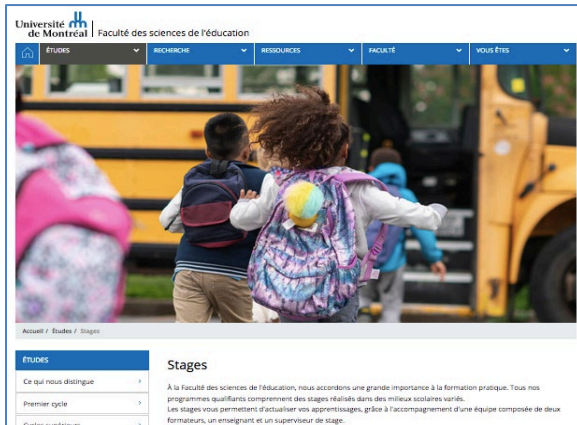 Université
de Montréal
Faculté des sciences de l'éducation
ÉTUDES
RECHERCHE
RESSOURCES
FACULTÉ
VOUS ÊTES
Accueil / Études / Stages
ÉTUDES
Ce qui nous distingue
Premier cycle
Cycles supérieurs
Stages
À la Faculté des sciences de l'éducation, nous accordons une grande importance à la formation pratique. Tous nos
programmes qualifiants comprennent des stages réalisés dans des milieux scolaires variés.
Les stages vous permettent d'actualiser vos apprentissages, grâce à l'accompagnement d'une équipe composée de deux
formateurs, un enseignant et un superviseur de stage.